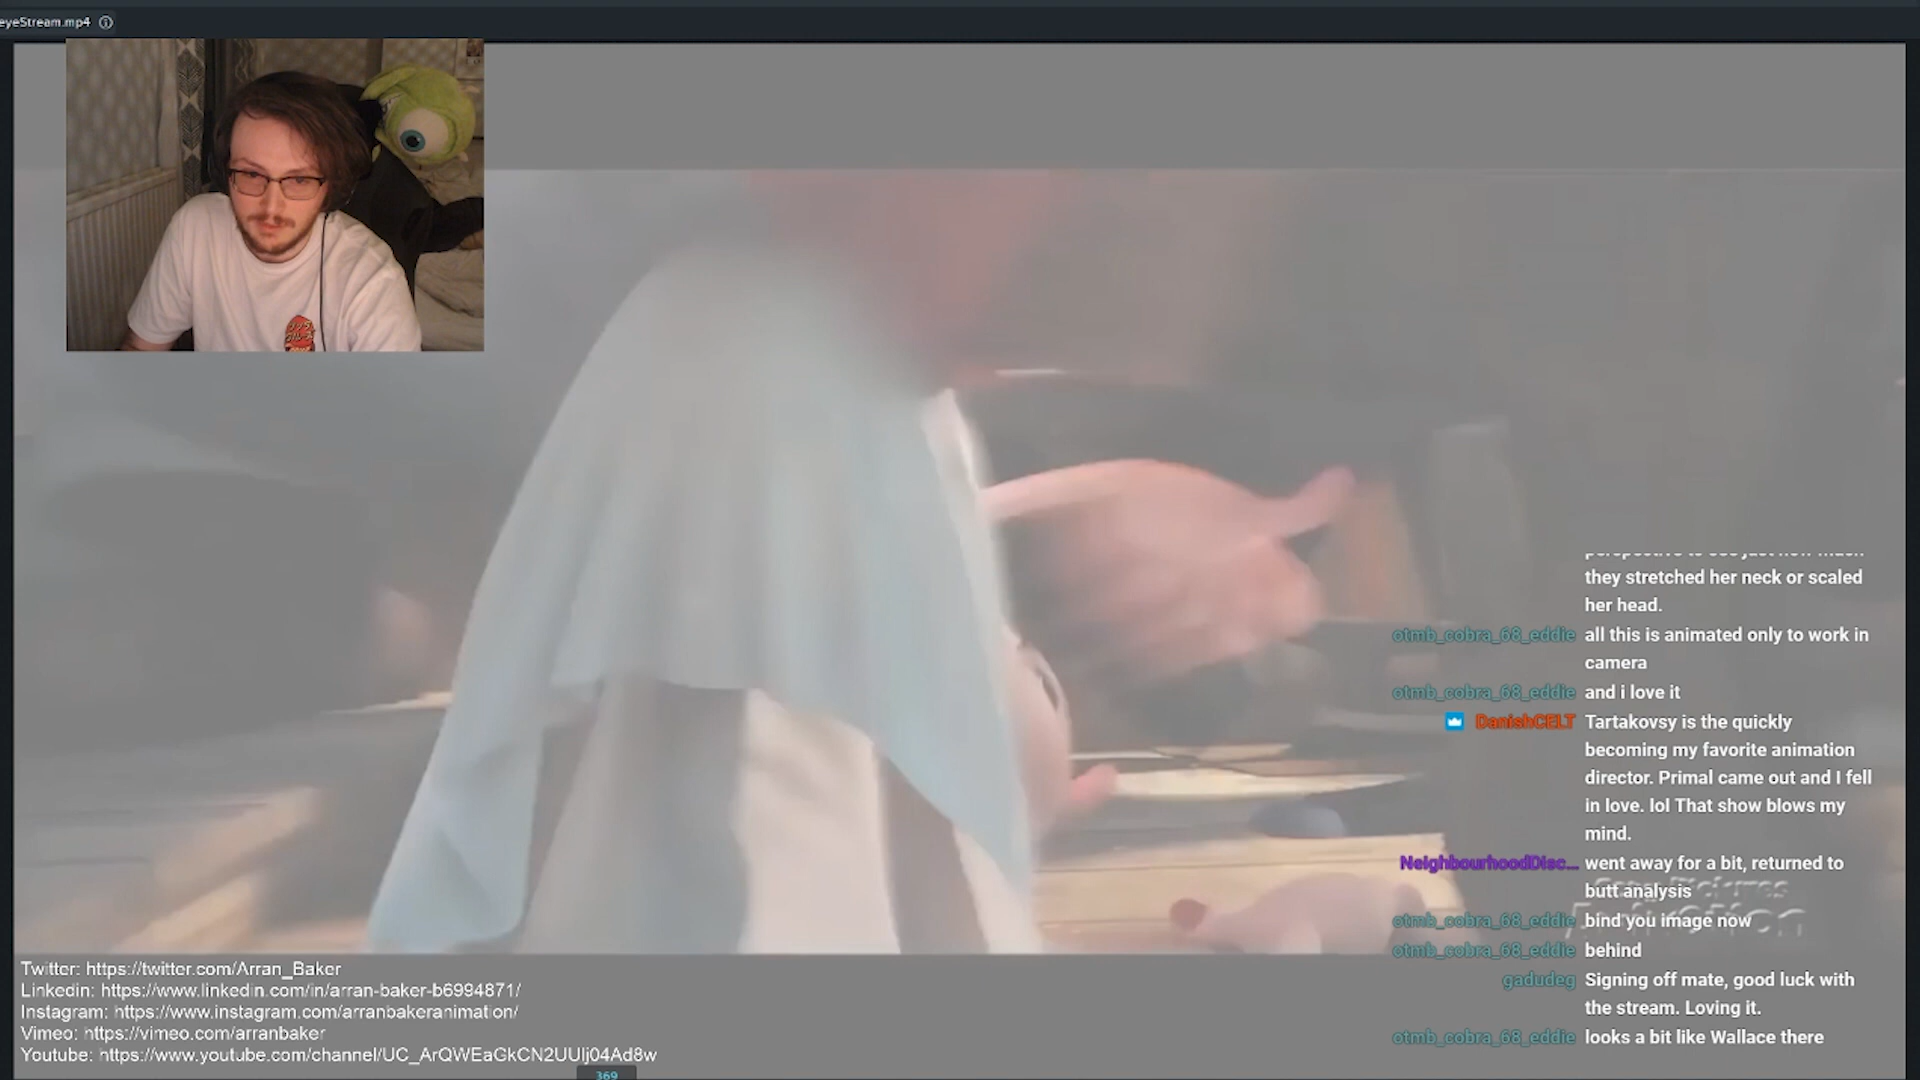 eyeStream.mp4
they stretched her neck or scaled
her head.
otmb_cobra_68_eddie all this is animated only to work in
camera
otmb_cobra_68_eddie and i love it
DanishCELT Tartakovsy is the quickly
becoming my favorite animation
director. Primal came out and I fell
in love. lol That show blows my
mind.
NeighbourhoodDisc... went away for a bit, returned to
butt analysis
otmb_cobra_68_eddie bind you image now
otmb_cobra_68_eddie behind
gadudeg Signing off mate, good luck with
the stream. Loving it.
otmb_cobra_68_eddie looks a bit like Wallace there
Pictures
Animation
Twitter: https://twitter.com/Arran_Baker
Linkedin: https://www.linkedin.com/in/arran-baker-b6994871/
Instagram: https://www.instagram.com/arranbakeranimation/
Vimeo: https://vimeo.com/arranbaker
Youtube: https://www.youtube.com/channel/UC_ArQWEaGkCN2UUlj04Ad8w
369